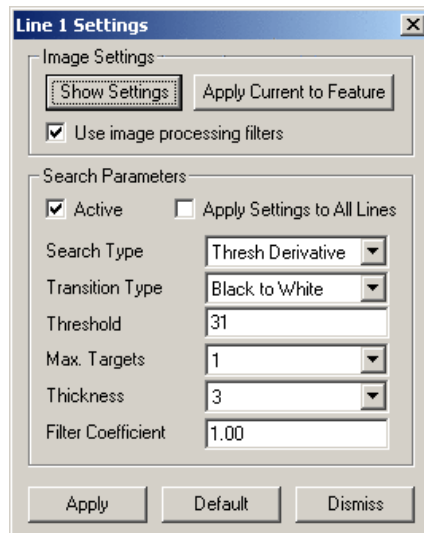 Line 1 Settings
Image Settings
Show Settings Apply Current to Feature
Use image processing filters
Search Parameters
Active Apply Settings to All Lines
Search Type Thresh Derivative
Transition Type Black to White
Threshold 31
Max. Targets 1
Thickness 3
Filter Coefficient 1.00
Apply Default Dismiss